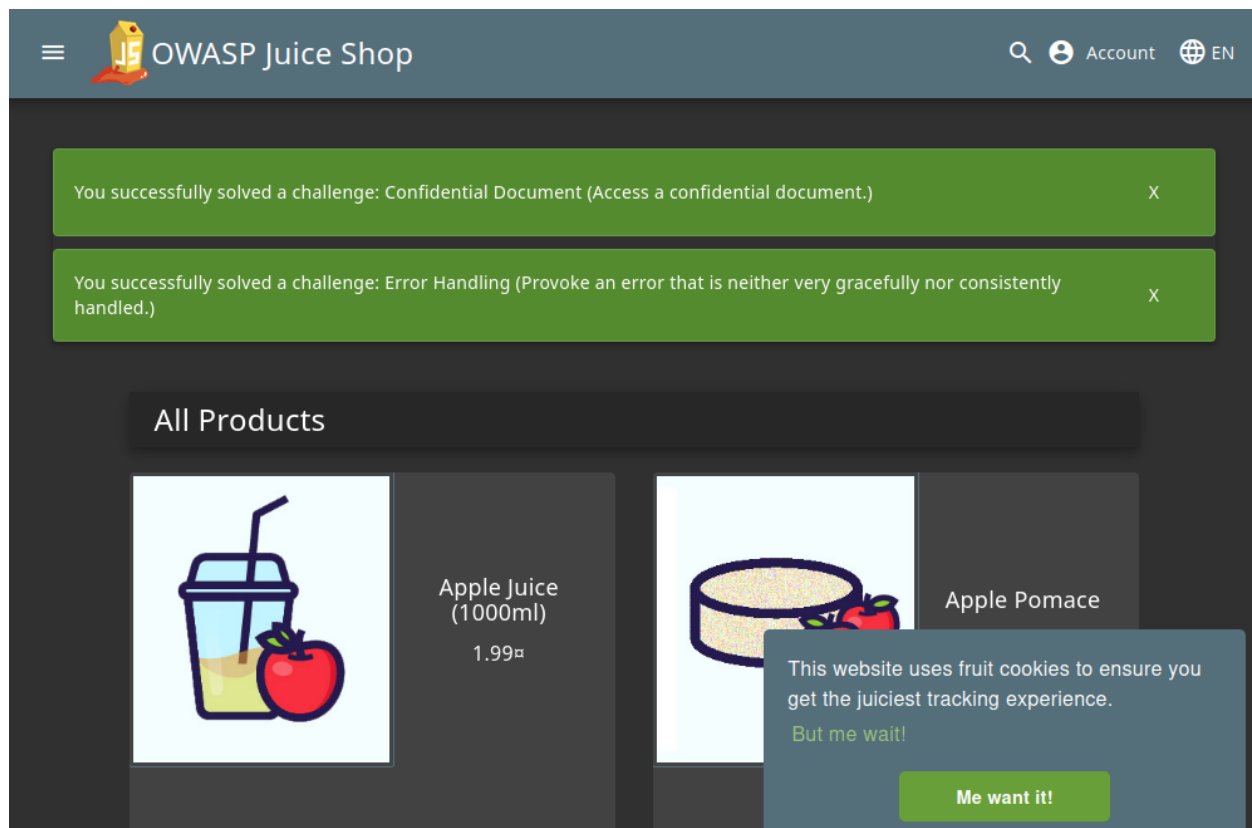 JS OWASP Juice Shop Account EN
You successfully solved a challenge: Confidential Document (Access a confidential document.) X
You successfully solved a challenge: Error Handling (Provoke an error that is neither very gracefully nor consistently
handled.) X
All Products
Apple Juice
(1000ml)
1.99¤
Apple Pomace
This website uses fruit cookies to ensure you
get the juiciest tracking experience.
But me wait!
Me want it!